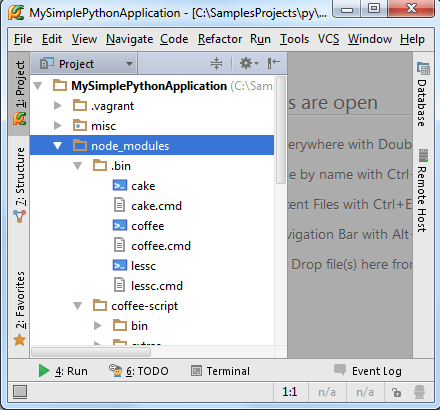 MySimplePythonApplication - [C:\SamplesProjects\py\...
File Edit View Navigate Code Refactor Run Tools VCS Window Help
Project
MySimplePythonApplication (C:\Sam
.vagrant
misc
node_modules
.bin
cake
cake.cmd
coffee
coffee.cmd
lessc
lessc.cmd
coffee-script
bin
1: Project
7: Structure
2: Favorites
s are open
erywhere with Doub
e by name with Ctrl+
ent Files with Ctrl+E
vigation Bar with Alt+
Drop file(s) here from
Database
Remote Host
4: Run 6: TODO Terminal Event Log
1:1 n/a n/a